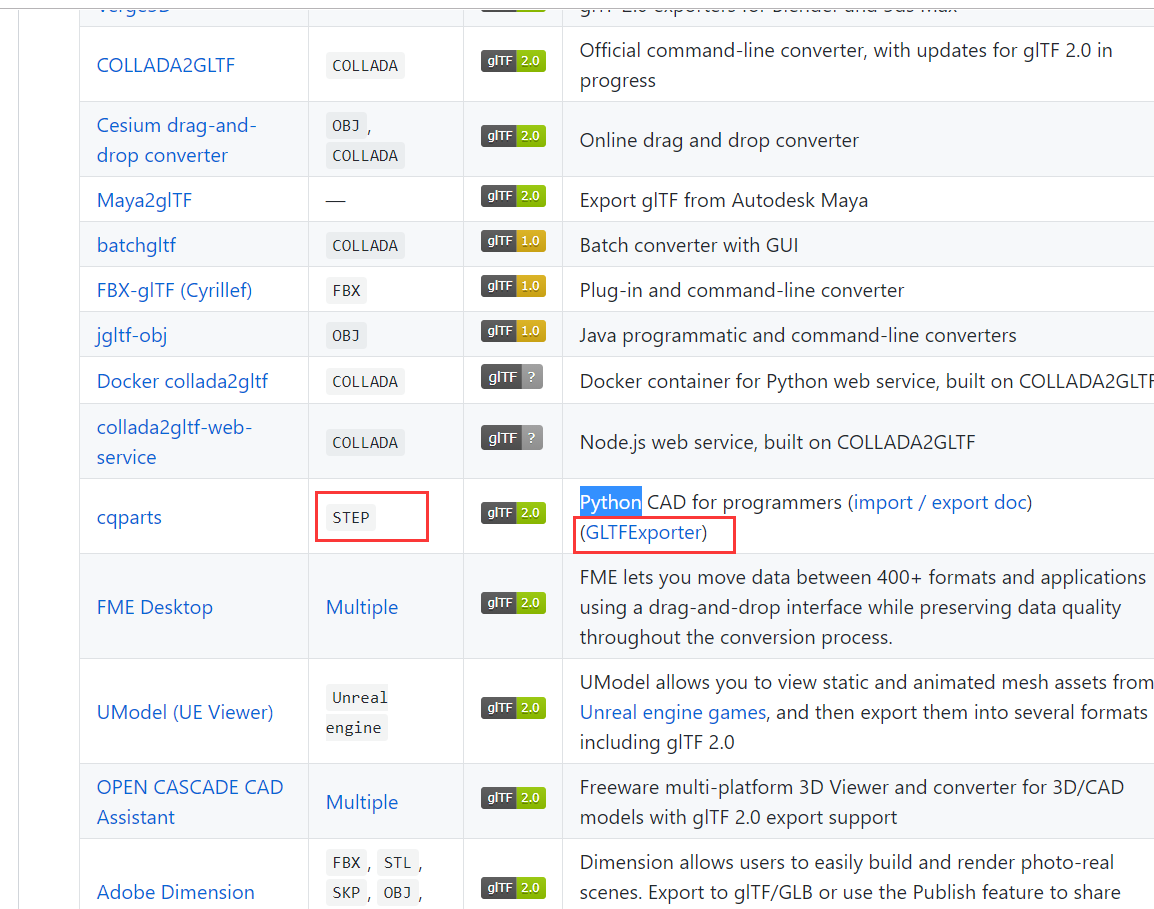 Verge3D
glTF 2.0 exporters for Blender and 3ds Max
COLLADA2GLTF
COLLADA
glTF 2.0
Official command-line converter, with updates for glTF 2.0 in
progress
Cesium drag-and-
drop converter
OBJ ,
COLLADA
glTF 2.0
Online drag and drop converter
Maya2glTF
—
glTF 2.0
Export glTF from Autodesk Maya
batchgltf
COLLADA
glTF 1.0
Batch converter with GUI
FBX-glTF (Cyrillef)
FBX
glTF 1.0
Plug-in and command-line converter
jgltf-obj
OBJ
glTF 1.0
Java programmatic and command-line converters
Docker collada2gltf
COLLADA
glTF ?
Docker container for Python web service, built on COLLADA2GLTF
collada2gltf-web-
service
COLLADA
glTF ?
Node.js web service, built on COLLADA2GLTF
cqparts
STEP
glTF 2.0
Python CAD for programmers (import / export doc)
(GLTFExporter)
FME Desktop
Multiple
glTF 2.0
FME lets you move data between 400+ formats and applications
using a drag-and-drop interface while preserving data quality
throughout the conversion process.
UModel (UE Viewer)
Unreal
engine
glTF 2.0
UModel allows you to view static and animated mesh assets from
Unreal engine games, and then export them into several formats
including glTF 2.0
OPEN CASCADE CAD
Assistant
Multiple
glTF 2.0
Freeware multi-platform 3D Viewer and converter for 3D/CAD
models with glTF 2.0 export support
Adobe Dimension
FBX , STL ,
SKP , OBJ ,
glTF 2.0
Dimension allows users to easily build and render photo-real
scenes. Export to glTF/GLB or use the Publish feature to share